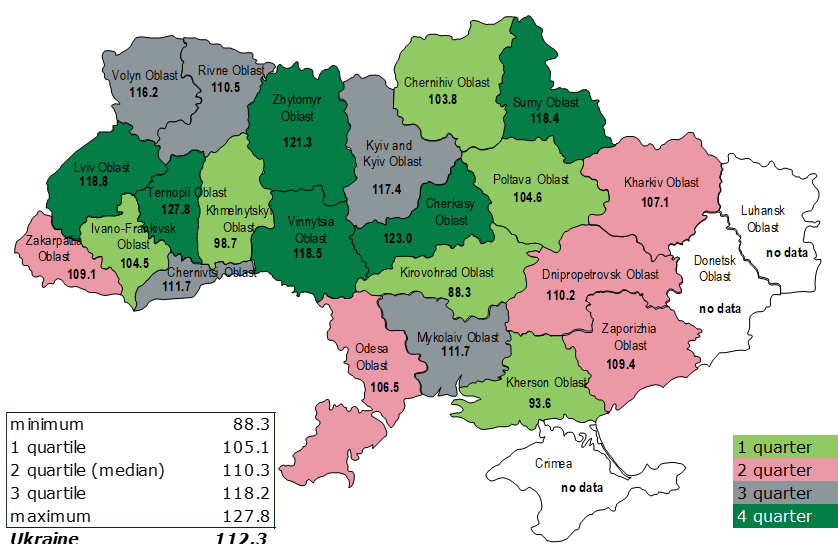 Volyn Oblast
116.2
Rivne Oblast
110.5
Zhytomyr
Oblast
121.3
Kyiv and
Kyiv Oblast
117.4
Chernihiv Oblast
103.8
Sumy Oblast
118.4
Lviv Oblast
118.8
Ternopil Oblast
127.8
Khmelnytskyi
Oblast
98.7
Vinnytsia
Oblast
118.5
Cherkasy
Oblast
123.0
Poltava Oblast
104.6
Kharkiv Oblast
107.1
Luhansk
Oblast
no data
Zakarpattia
Oblast
109.1
Ivano-Frankivsk
Oblast
104.5
Chernivtsi Oblast
111.7
Kirovohrad Oblast
88.3
Dnipropetrovsk Oblast
110.2
Donetsk
Oblast
no data
Odesa
Oblast
106.5
Mykolaiv Oblast
111.7
Zaporizhia
Oblast
109.4
Kherson Oblast
93.6
Crimea
no data
minimum 88.3
1 quartile 105.1
2 quartile (median) 110.3
3 quartile 118.2
maximum 127.8
Ukraine 112.3
1 quarter
2 quarter
3 quarter
4 quarter